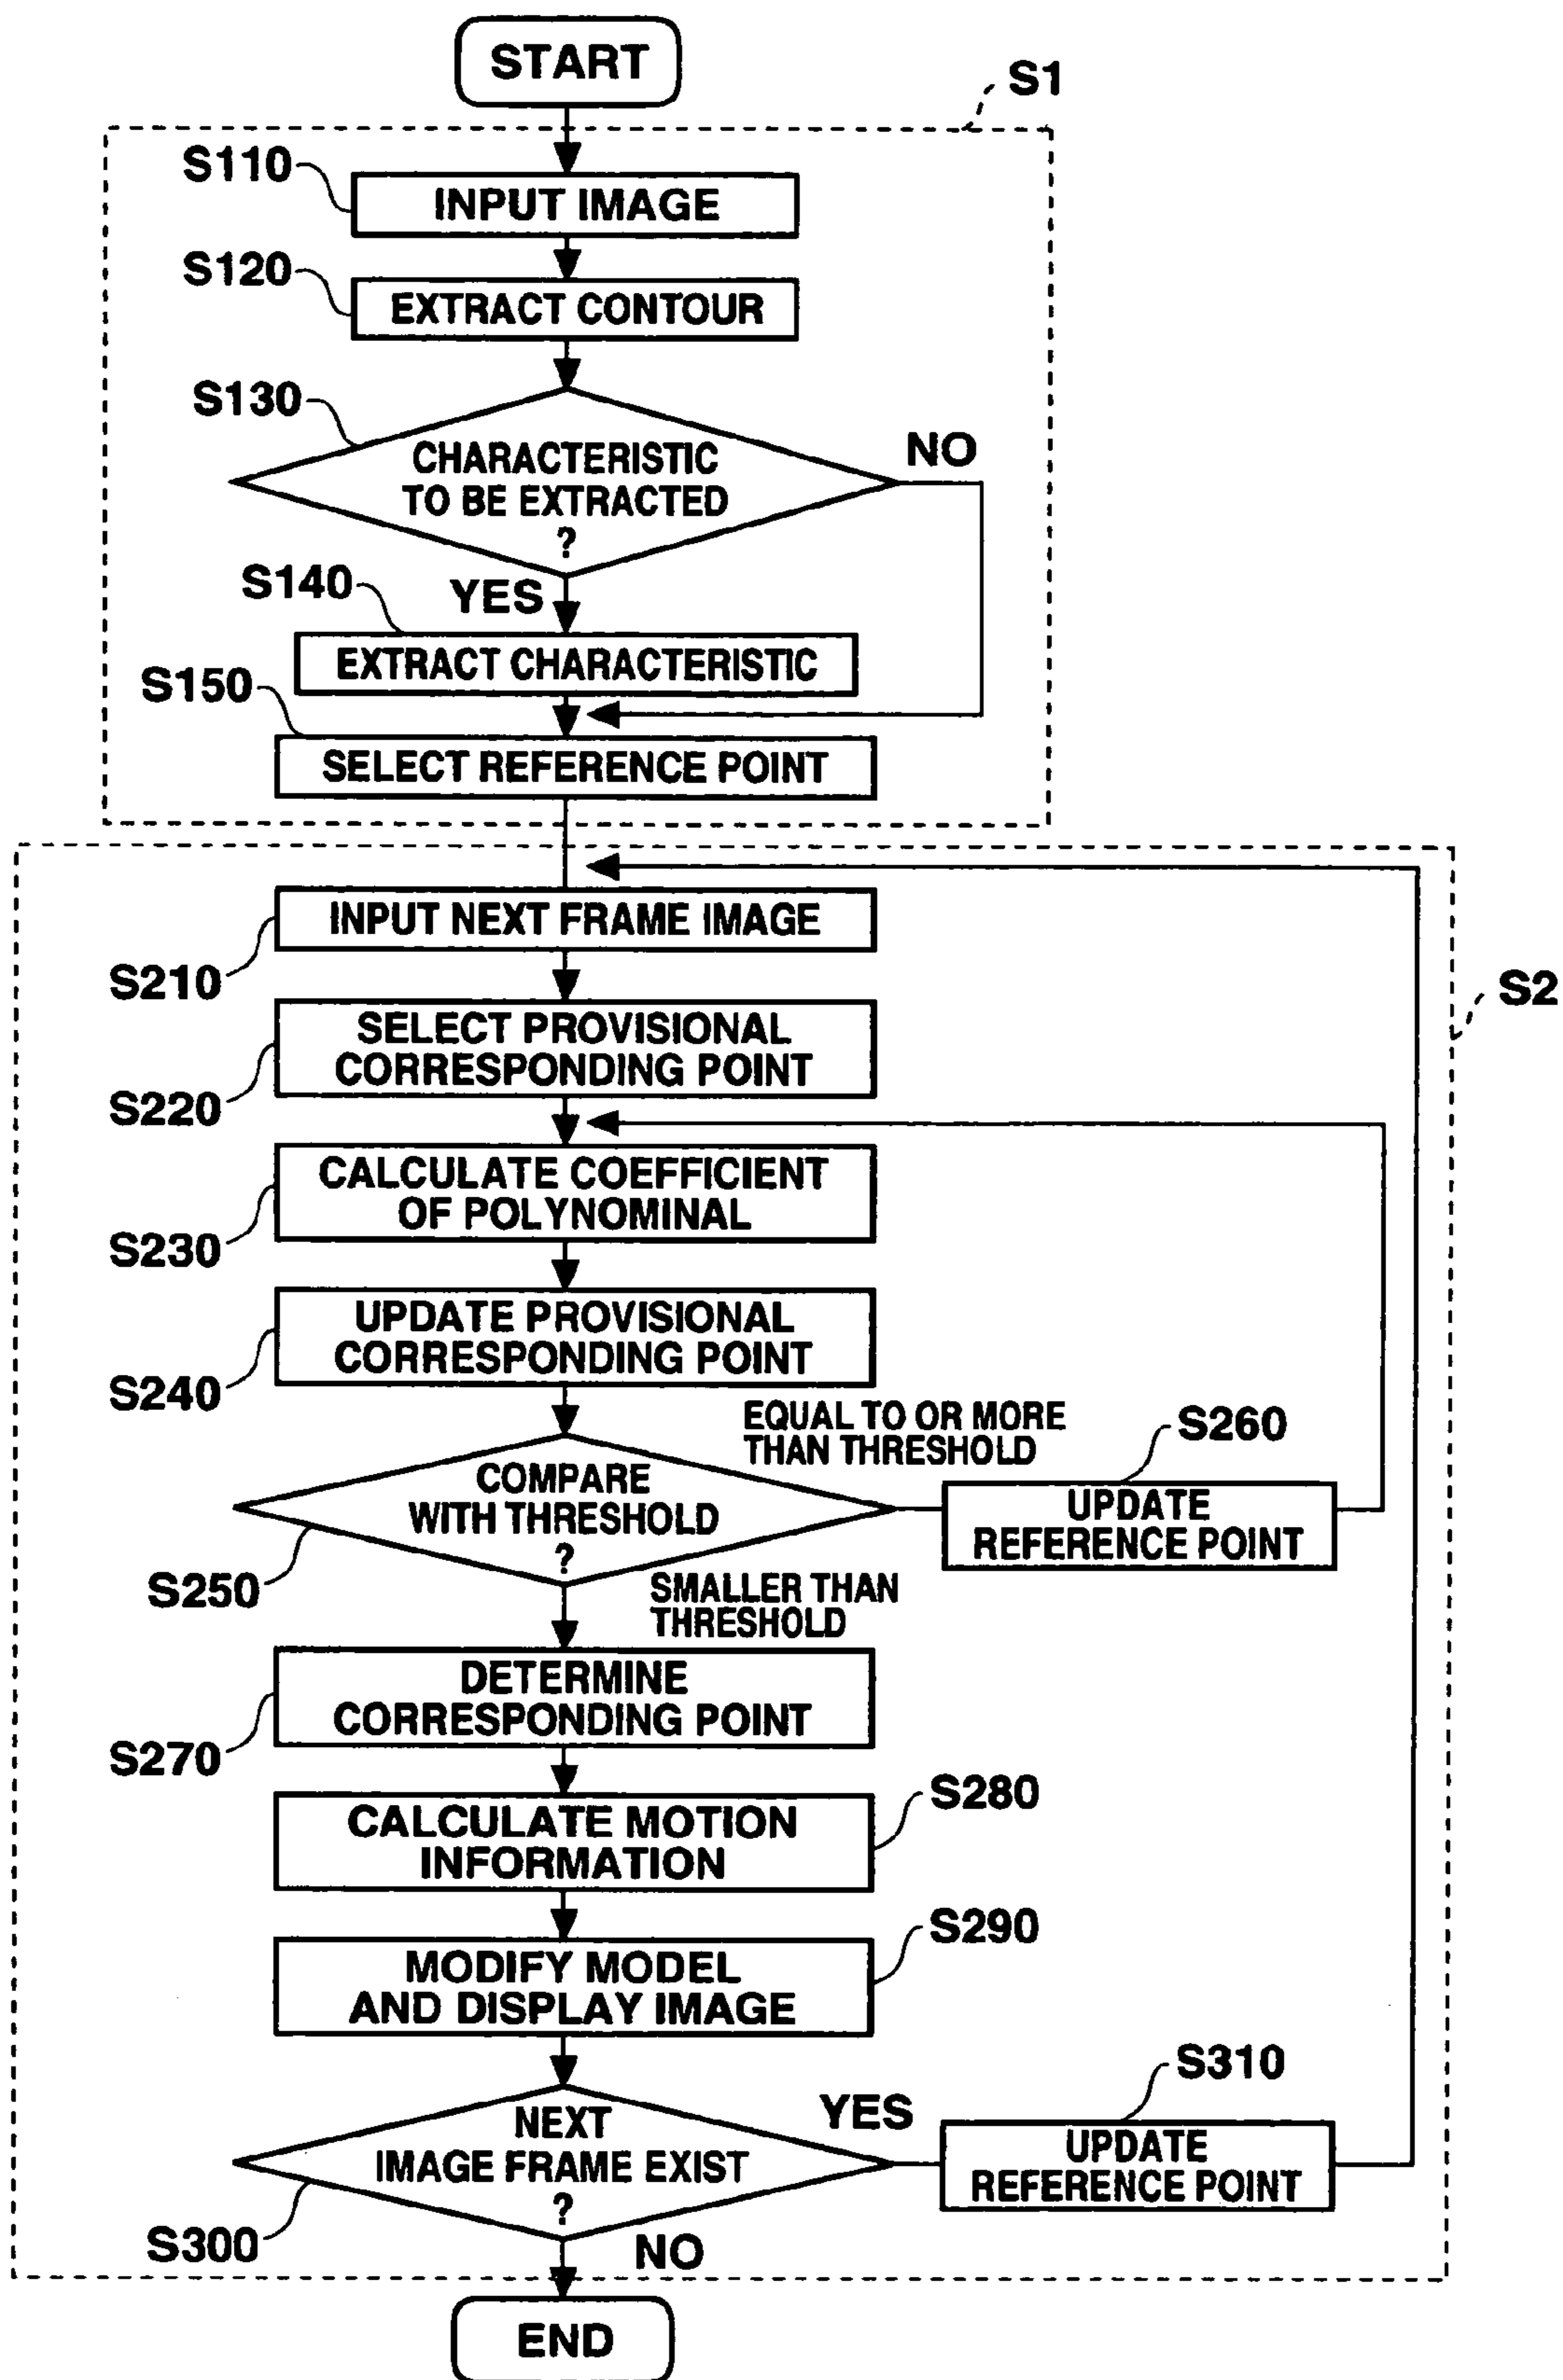 START
S1
S110
INPUT IMAGE
S120
EXTRACT CONTOUR
S130
CHARACTERISTIC
TO BE EXTRACTED
?
NO
YES
S140
EXTRACT CHARACTERISTIC
S150
SELECT REFERENCE POINT
INPUT NEXT FRAME IMAGE
S210
S2
SELECT PROVISIONAL
CORRESPONDING POINT
S220
CALCULATE COEFFICIENT
OF POLYNOMINAL
S230
UPDATE PROVISIONAL
CORRESPONDING POINT
S240
EQUAL TO OR MORE
THAN THRESHOLD
S260
COMPARE
WITH THRESHOLD
?
UPDATE
REFERENCE POINT
S250
SMALLER THAN
THRESHOLD
DETERMINE
CORRESPONDING POINT
S270
S280
CALCULATE MOTION
INFORMATION
S290
MODIFY MODEL
AND DISPLAY IMAGE
S310
NEXT
IMAGE FRAME EXIST
?
YES
UPDATE
REFERENCE POINT
S300
NO
END